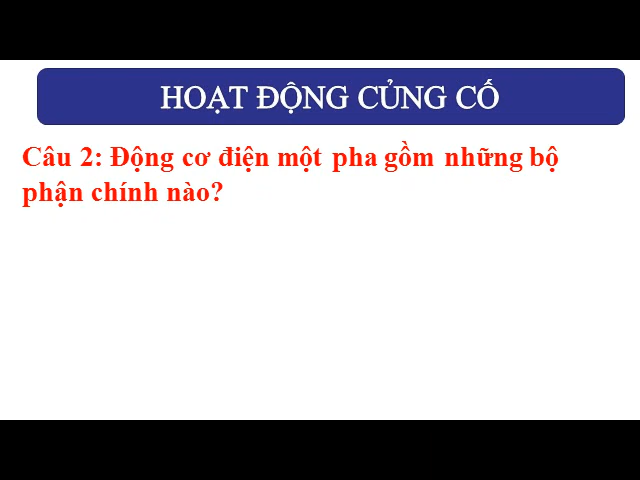 HOẠT ĐỘNG CỦNG CỐ
Câu 2: Động cơ điện một pha gồm những bộ
phận chính nào?